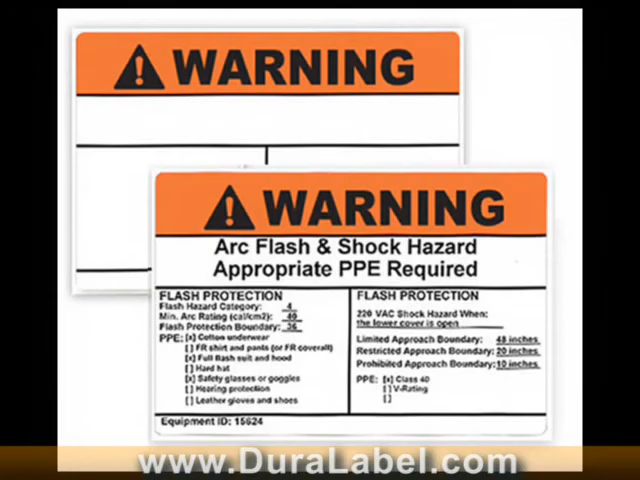 WARNING
WARNING
Arc Flash & Shock Hazard
Appropriate PPE Required
FLASH PROTECTION
Flash Hazard Category: 4
Min. Arc Rating (cal/cm2): 40
Flash Protection Boundary: 36
PPE: [x] Cotton underwear
[ ] FR shirt and pants (or FR coverall)
[x] Full flash suit and hood
[ ] Hard hat
[x] Safety glasses or goggles
[ ] Hearing protection
[ ] Leather gloves and shoes
FLASH PROTECTION
220 VAC Shock Hazard When:
the lower cover is open
Limited Approach Boundary: 48 inches
Restricted Approach Boundary: 20 inches
Prohibited Approach Boundary: 10 inches
PPE: [x] Class 40
[ ] V-Rating
[ ]
Equipment ID: 15624
www.DuraLabel.com